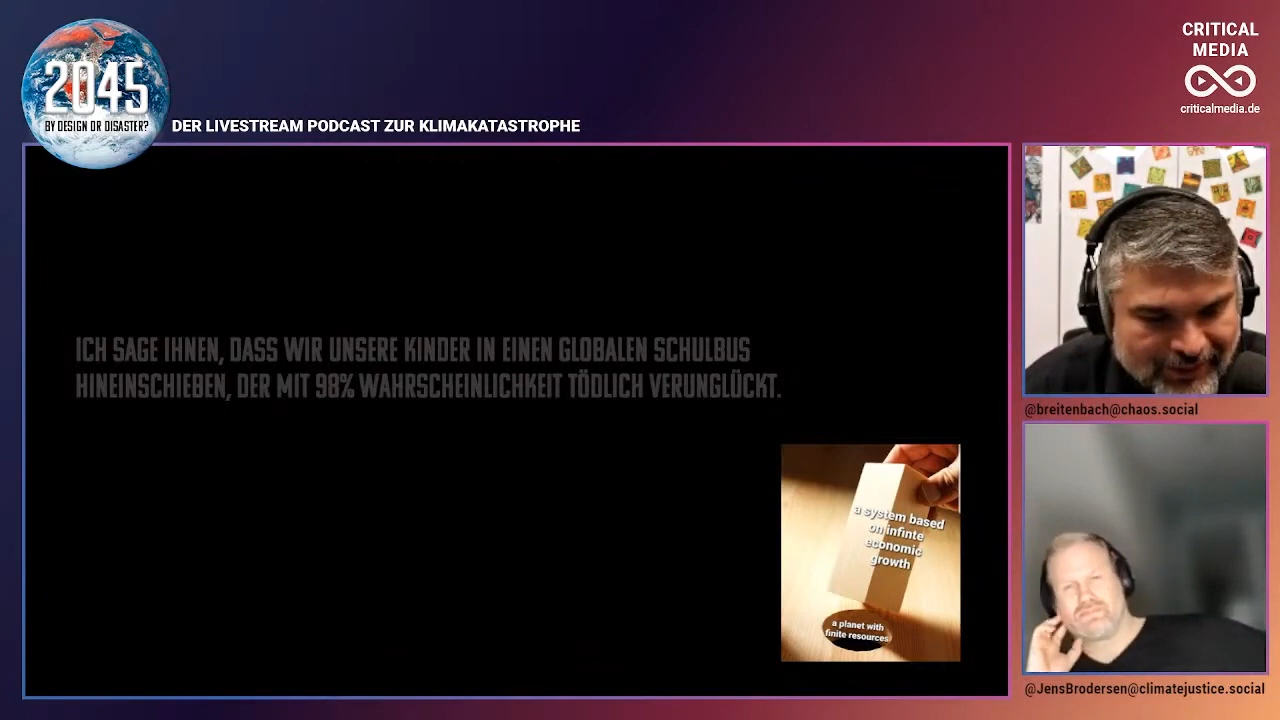 2045
BY DESIGN OR DISASTER?
DER LIVESTREAM PODCAST ZUR KLIMAKATASTROPHE
CRITICAL
MEDIA
criticalmedia.de
ICH SAGE IHNEN, DASS WIR UNSERE KINDER IN EINEN GLOBALEN SCHULBUS
HINEINSCHIEBEN, DER MIT 98% WAHRSCHEINLICHKEIT TÖDLICH VERUNGLÜCKT.
a system based
on infinte
economic
growth
a planet with
finite resources
@breitenbach@chaos.social
@JensBrodersen@climatejustice.social